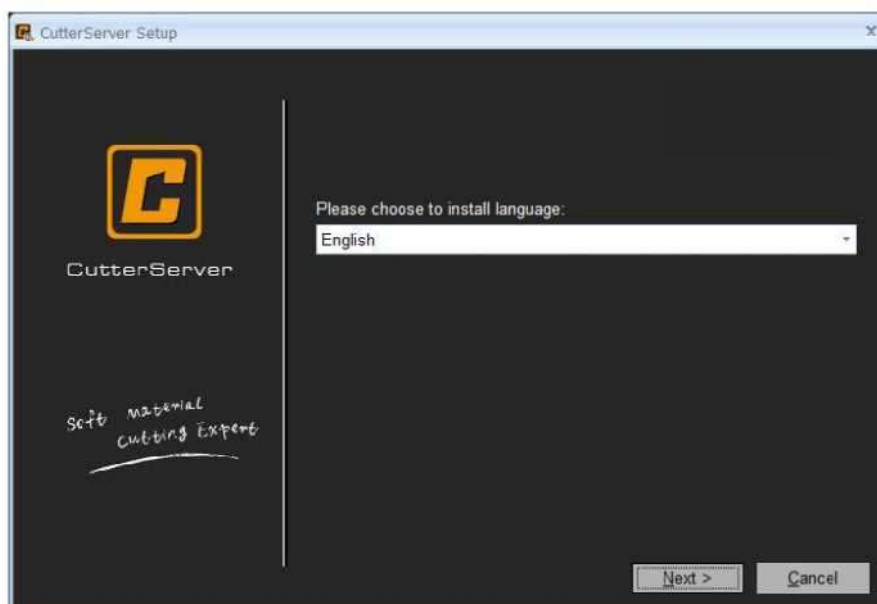 CutterServer Setup
CutterServer
Soft material
cutting Expert
Please choose to install language:
English
Next >
Cancel